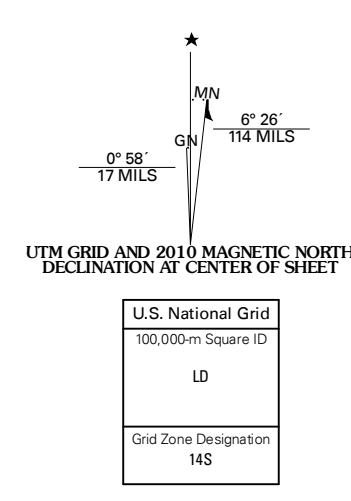 MN
GN
6° 26´
114 MILS
0° 58´
17 MILS
UTM GRID AND 2010 MAGNETIC NORTH
DECLINATION AT CENTER OF SHEET
U.S. National Grid
100,000-m Square ID
LD
Grid Zone Designation
14S